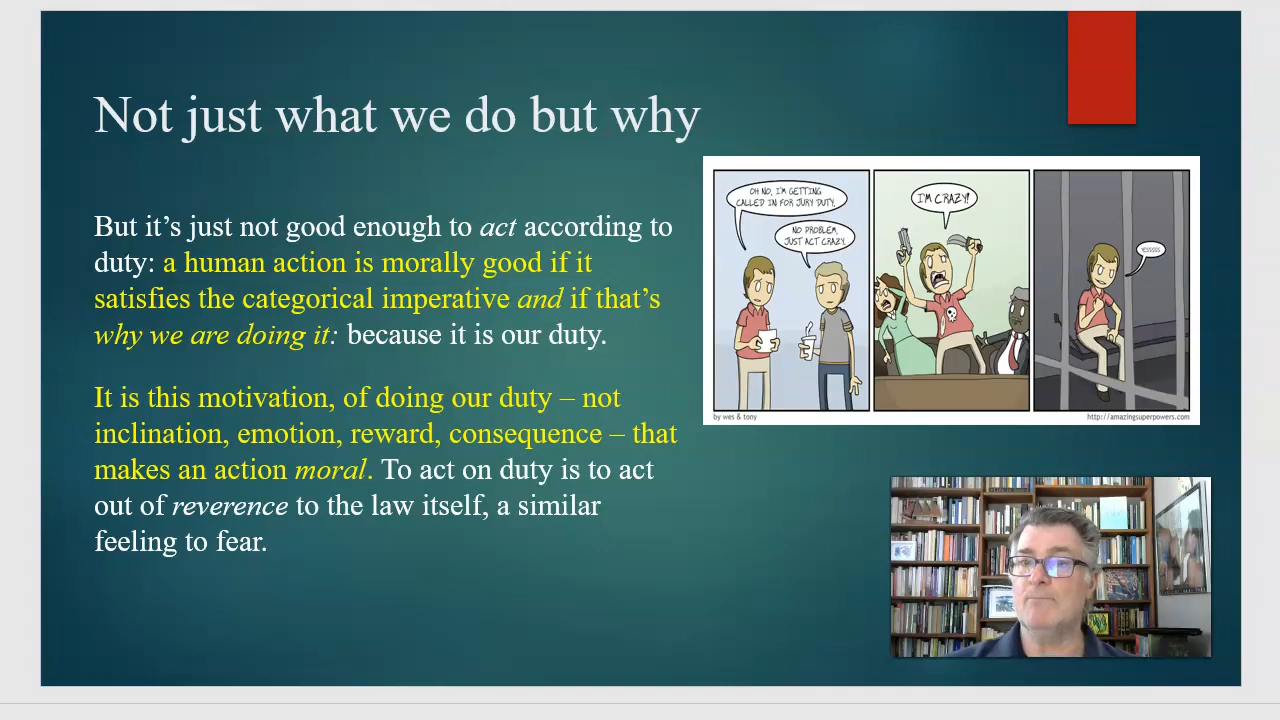 Not just what we do but why
But it’s just not good enough to act according to
duty: a human action is morally good if it
satisfies the categorical imperative and if that’s
why we are doing it: because it is our duty.
It is this motivation, of doing our duty – not
inclination, emotion, reward, consequence – that
makes an action moral. To act on duty is to act
out of reverence to the law itself, a similar
feeling to fear.
OH NO, I'M GETTING
CALLED IN FOR JURY DUTY.
NO PROBLEM,
JUST ACT CRAZY.
I'M CRAZY!
YESSSSS
by wes & tony
http://amazingsuperpowers.com